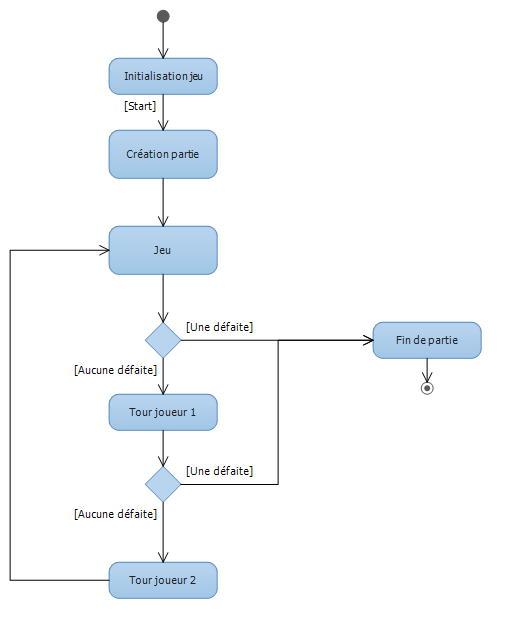 Initialisation jeu
[Start]
Création partie
Jeu
[Une défaite]
Fin de partie
[Aucune défaite]
Tour joueur 1
[Une défaite]
[Aucune défaite]
Tour joueur 2